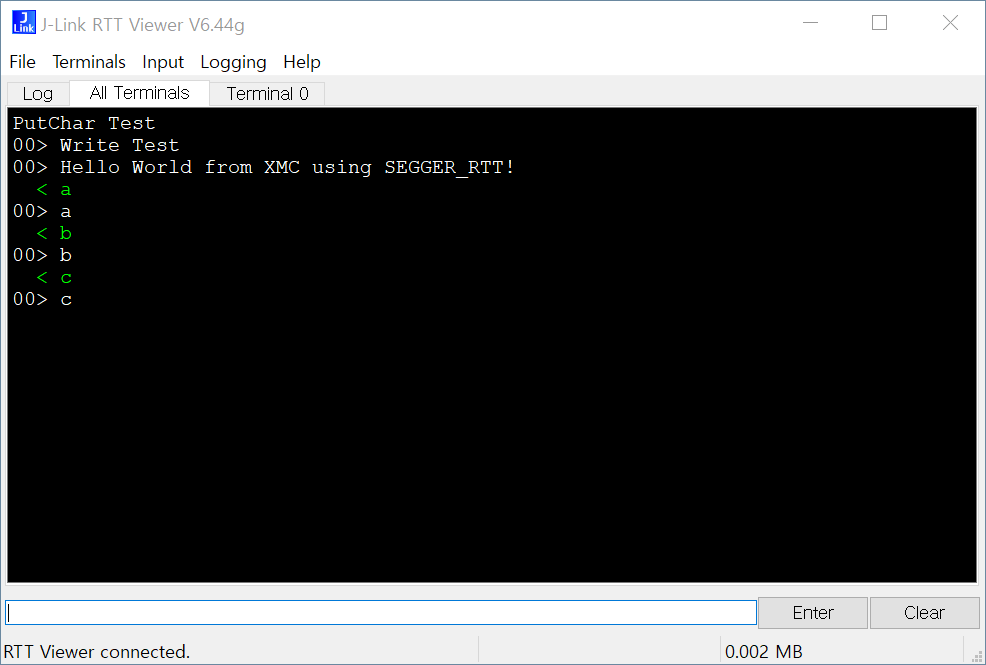 J Link J-Link RTT Viewer V6.44g
File Terminals Input Logging Help
Log All Terminals Terminal 0
PutChar Test
00> Write Test
00> Hello World from XMC using SEGGER_RTT!
< a
00> a
< b
00> b
< c
00> c
Enter Clear
RTT Viewer connected. 0.002 MB